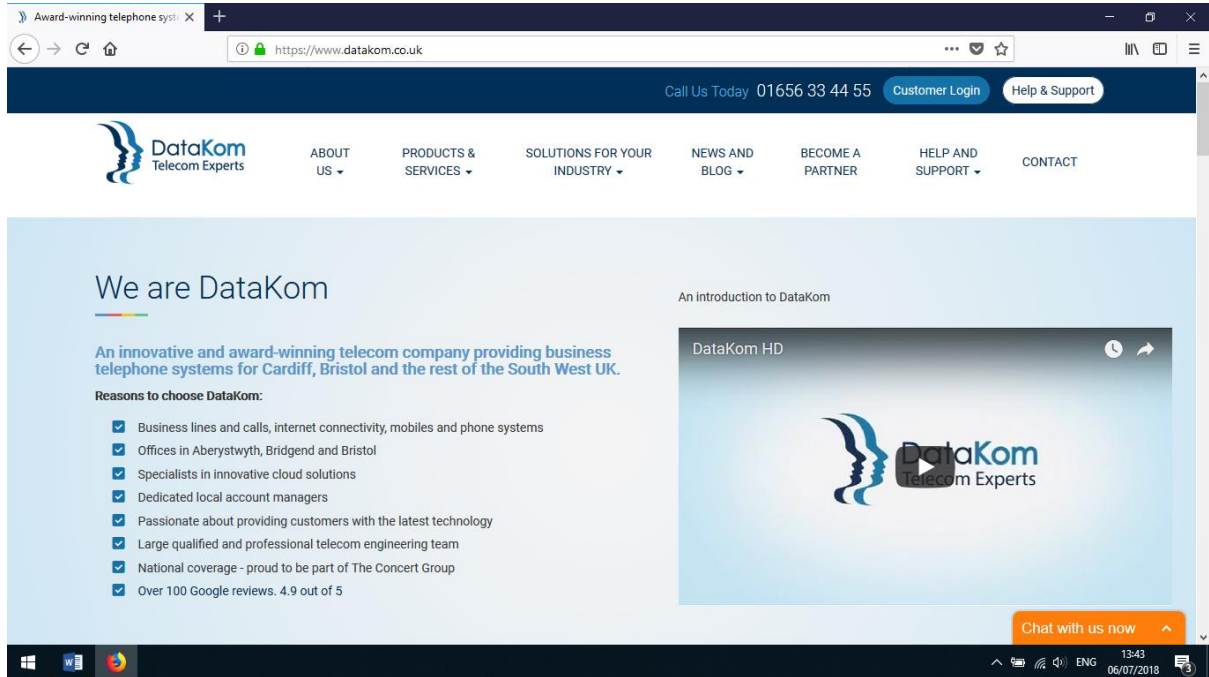 Award-winning telephone syst
https://www.datakom.co.uk
Call Us Today 01656 33 44 55 Customer Login Help & Support
DataKom
Telecom Experts
ABOUT
US
PRODUCTS &
SERVICES
SOLUTIONS FOR YOUR
INDUSTRY
NEWS AND
BLOG
BECOME A
PARTNER
HELP AND
SUPPORT
CONTACT
We are DataKom
An innovative and award-winning telecom company providing business
telephone systems for Cardiff, Bristol and the rest of the South West UK.
Reasons to choose DataKom:
Business lines and calls, internet connectivity, mobiles and phone systems
Offices in Aberystwyth, Bridgend and Bristol
Specialists in innovative cloud solutions
Dedicated local account managers
Passionate about providing customers with the latest technology
Large qualified and professional telecom engineering team
National coverage - proud to be part of The Concert Group
Over 100 Google reviews. 4.9 out of 5
An introduction to DataKom
DataKom HD
DataKom
Telecom Experts
Chat with us now
ENG
13:43
06/07/2018
3